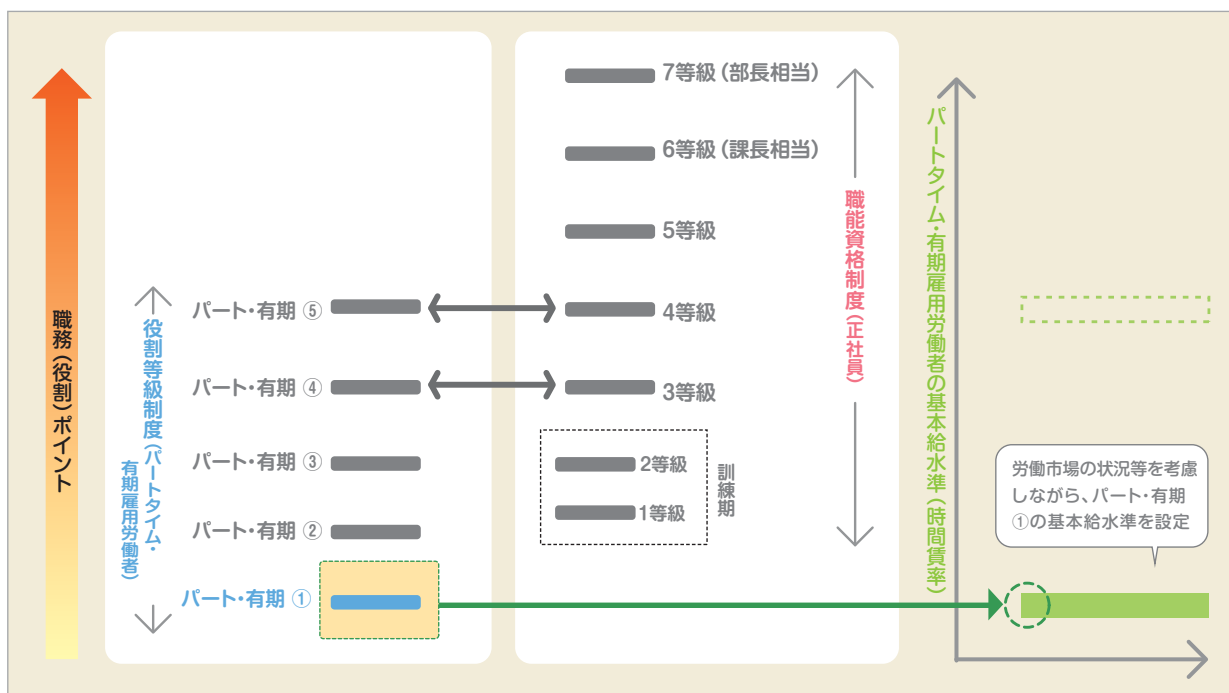 職務(役割)ポイント
役割等級制度(パートタイム・
有期雇用労働者)
パート・有期 ⑤
パート・有期 ④
パート・有期 ③
パート・有期 ②
パート・有期 ①
7等級(部長相当)
6等級(課長相当)
5等級
4等級
3等級
2等級
1等級
訓練期
職能資格制度(正社員)
パートタイム・有期雇用労働者の基本給水準(時間賃率)
労働市場の状況等を考慮
しながら、パート・有期
①の基本給水準を設定